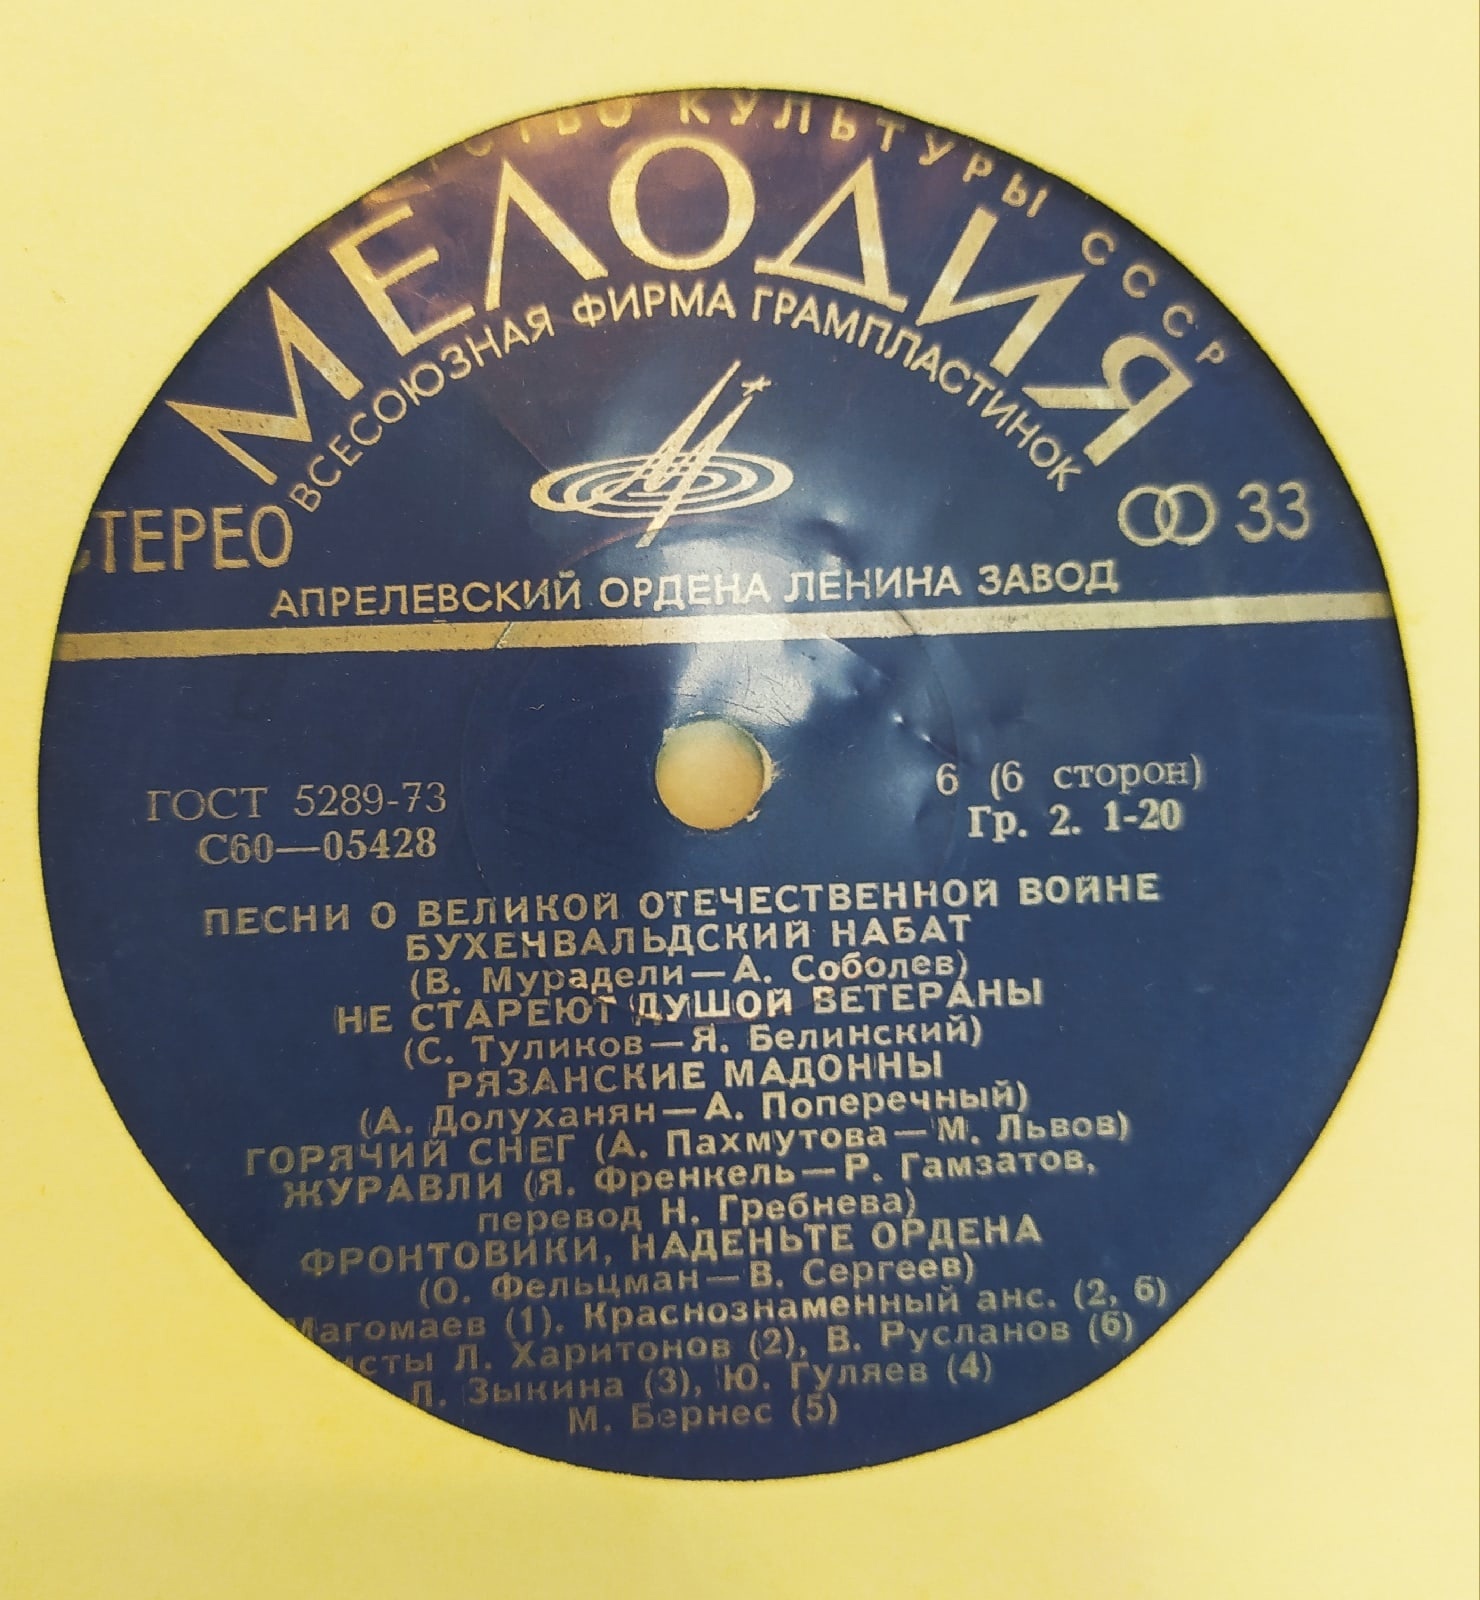 КУЛЬТУРЫ СССР
МЕЛОДИЯ
ВСЕСОЮЗНАЯ ФИРМА ГРАМПЛАСТИНОК
СТЕРЕО
33
АПРЕЛЕВСКИЙ ОРДЕНА ЛЕНИНА ЗАВОД
ГОСТ 5289-73
6 (6 сторон)
С60—05428
Гр. 2. 1-20
ПЕСНИ О ВЕЛИКОЙ ОТЕЧЕСТВЕННОЙ ВОЙНЕ
БУХЕНВАЛЬДСКИЙ НАБАТ
(В. Мурадели—А. Соболев)
НЕ СТАРЕЮТ ДУШОЙ ВЕТЕРАНЫ
(С. Туликов—Я. Белинский)
РЯЗАНСКИЕ МАДОННЫ
(А. Долуханян—А. Поперечный)
ГОРЯЧИЙ СНЕГ (А. Пахмутова—М. Львов)
ЖУРАВЛИ (Я. Френкель—Р. Гамзатов,
перевод Н. Гребнева)
ФРОНТОВИКИ, НАДЕНЬТЕ ОРДЕНА
(О. Фельцман—В. Сергеев)
Магомаев (1). Краснознаменный анс. (2, 6)
Л. Харитонов (2), В. Русланов (6)
Л. Зыкина (3), Ю. Гуляев (4)
М. Бернес (5)